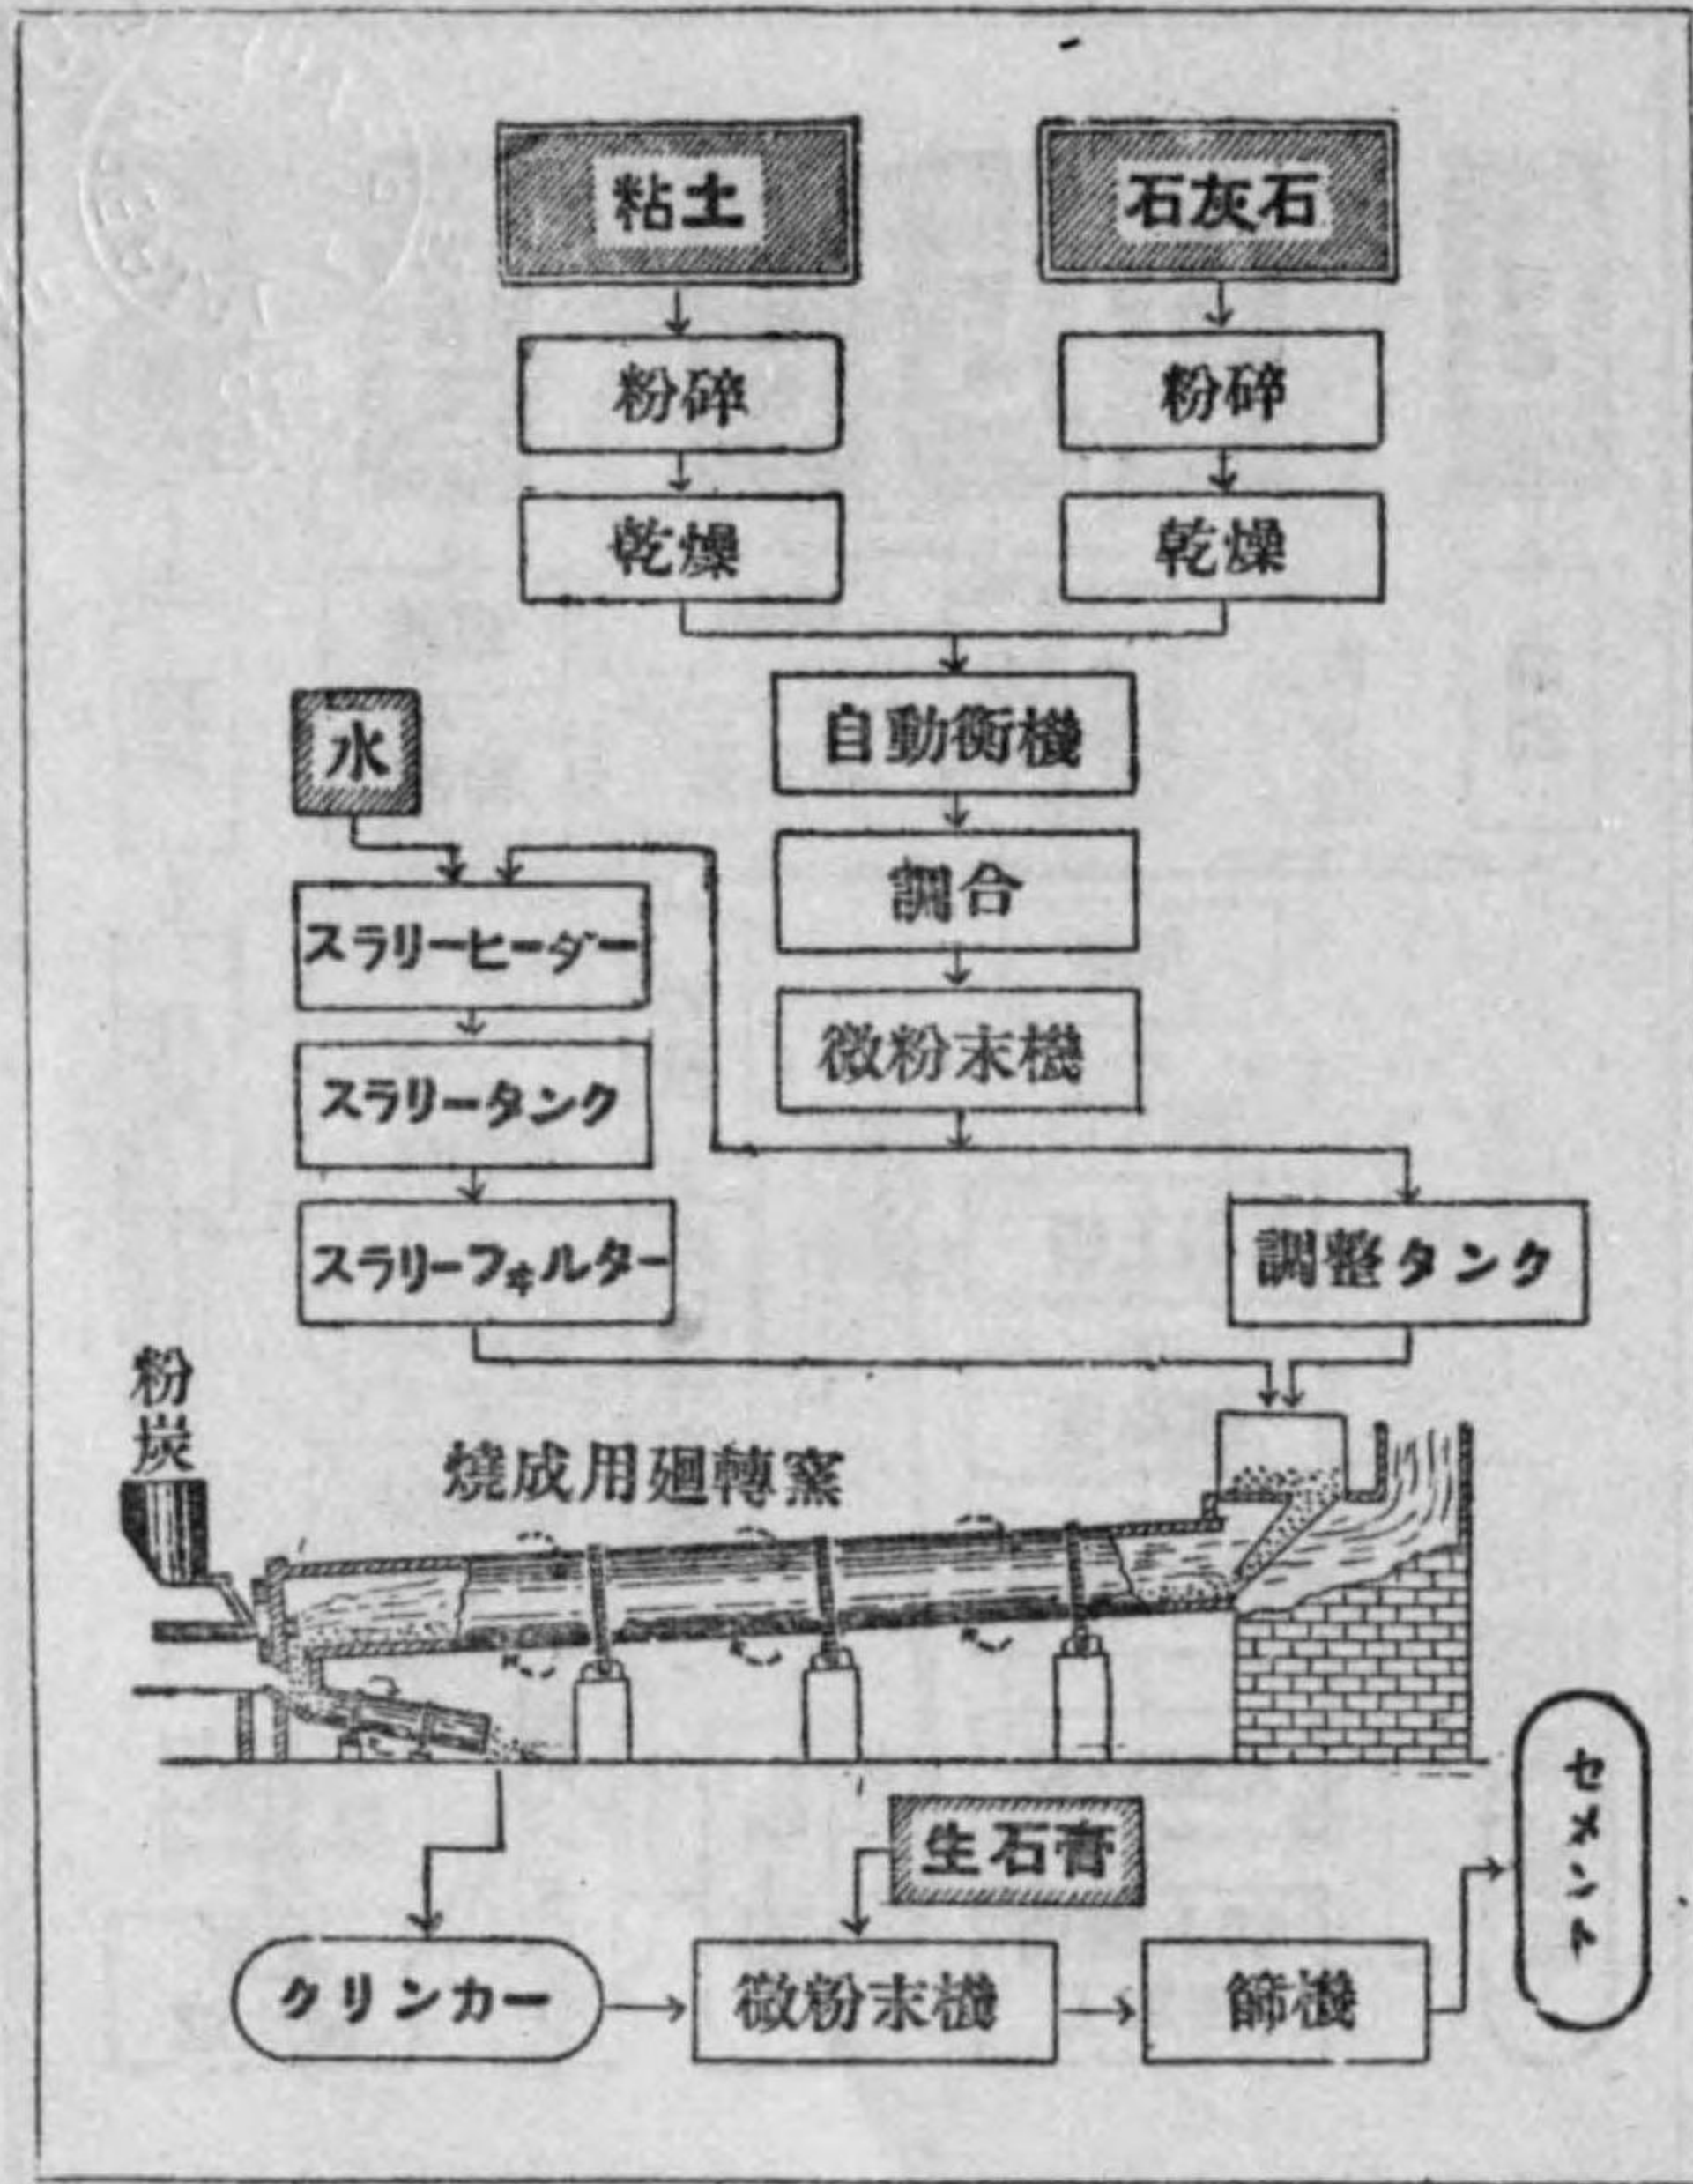 粘土
石灰石
粉碎
粉碎
乾燥
乾燥
自動衡機
水
調合
スラリーヒーダー
微粉末機
スラリータンク
スラリーフヰルター
調整タンク
粉炭
燒成用廻轉窯
生石膏
セメント
クリンカー
微粉末機
篩機